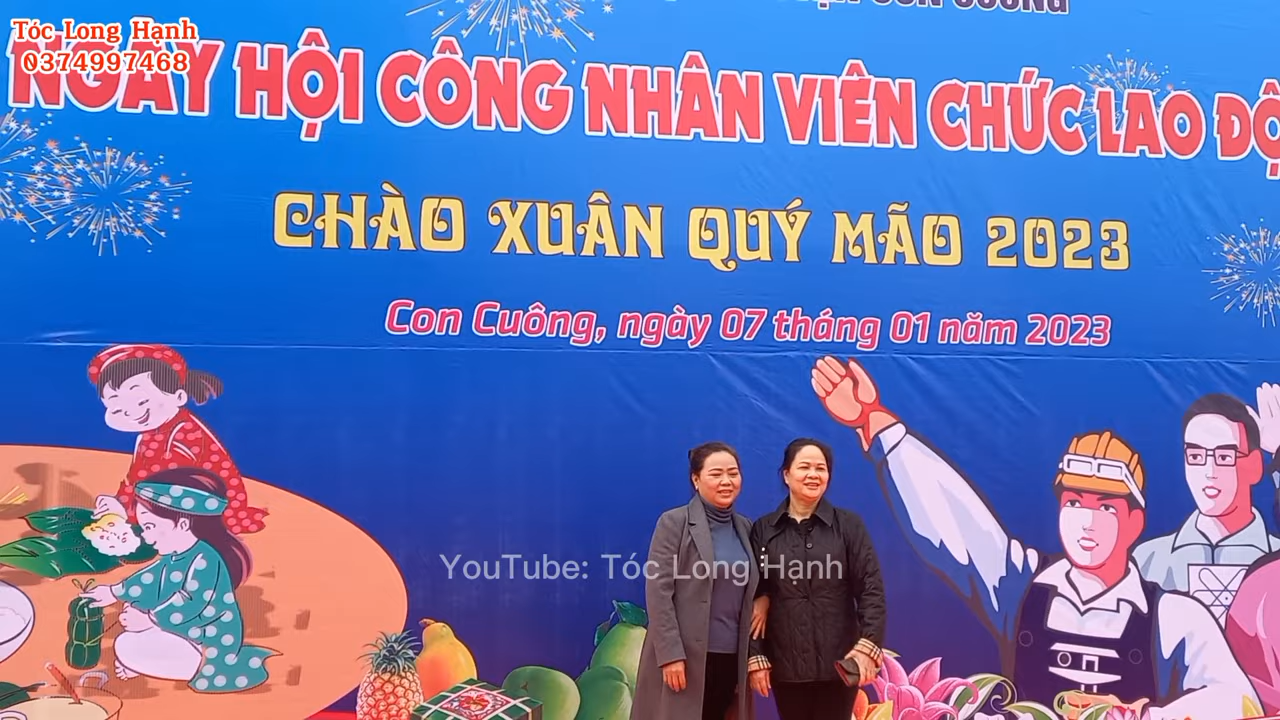 Tóc Long Hạnh
0374997468
NGÀY HỘI CÔNG NHÂN VIÊN CHỨC LAO
CHÀO XUÂN QUÝ MÃO 2023
Con Cuông, ngày 07 tháng 01 năm 2023
YouTube: Tóc Long Hạnh